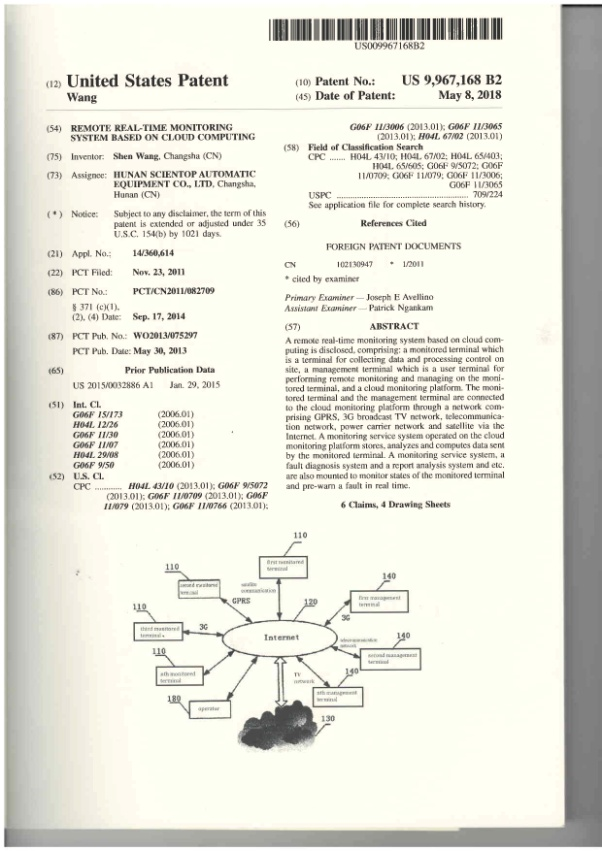 US009967168B2
(12) United States Patent
Wang
(10) Patent No.: US 9,967,168 B2
(45) Date of Patent: May 8, 2018
(54) REMOTE REAL-TIME MONITORING
SYSTEM BASED ON CLOUD COMPUTING
(75) Inventor: Shen Wang, Changsha (CN)
(73) Assignee: HUNAN SCIENTOP AUTOMATIC
EQUIPMENT CO., LTD, Changsha,
Hunan (CN)
( * ) Notice: Subject to any disclaimer, the term of this
patent is extended or adjusted under 35
U.S.C. 154(b) by 1021 days.
(21) Appl. No.: 14/360,614
(22) PCT Filed: Nov. 23, 2011
(86) PCT No.: PCT/CN2011/082709
§ 371 (c)(1),
(2), (4) Date: Sep. 17, 2014
(87) PCT Pub. No.: WO2013/075297
PCT Pub. Date: May 30, 2013
(65) Prior Publication Data
US 2015/0032886 A1 Jan. 29, 2015
(51) Int. Cl.
G06F 15/173 (2006.01)
H04L 12/26 (2006.01)
G06F 11/30 (2006.01)
G06F 11/07 (2006.01)
H04L 29/08 (2006.01)
G06F 9/50 (2006.01)
(52) U.S. Cl.
CPC ............ H04L 43/10 (2013.01); G06F 9/5072
(2013.01); G06F 11/0709 (2013.01); G06F
11/079 (2013.01); G06F 11/0766 (2013.01);
G06F 11/3006 (2013.01); G06F 11/3065
(2013.01); H04L 67/02 (2013.01)
(58) Field of Classification Search
CPC ....... H04L 43/10; H04L 67/02; H04L 65/403;
H04L 65/605; G06F 9/5072; G06F
11/0709; G06F 11/079; G06F 11/3006;
G06F 11/3065
USPC .................................................. 709/224
See application file for complete search history.
(56) References Cited
FOREIGN PATENT DOCUMENTS
CN 102130947 * 1/2011
* cited by examiner
Primary Examiner — Joseph E Avellino
Assistant Examiner — Patrick Ngankam
(57) ABSTRACT
A remote real-time monitoring system based on cloud com-
puting is disclosed, comprising: a monitored terminal which
is a terminal for collecting data and processing control on
site, a management terminal which is a user terminal for
performing remote monitoring and managing on the moni-
tored terminal, and a cloud monitoring platform. The moni-
tored terminal and the management terminal are connected
to the cloud monitoring platform through a network com-
prising GPRS, 3G broadcast TV network, telecommunica-
tion network, power carrier network and satellite via the
Internet. A monitoring service operated on the cloud
monitoring platform stores, analyzes and computes data sent
by the monitored terminal. A monitoring service system, a
fault diagnosis system and a report analysis system and etc.
are also mounted to monitor states of the monitored terminal
and pre-warn a fault in real time.
6 Claims, 4 Drawing Sheets
110
first monitored
terminal
110
second monitored
terminal
satellite
communication
GPRS
120
140
first management
terminal
110
third monitored
terminal
3G
Internet
3G
telecommunication
network
140
second management
terminal
110
nth monitored
terminal
TV
network
140
nth management
terminal
180
operator
130